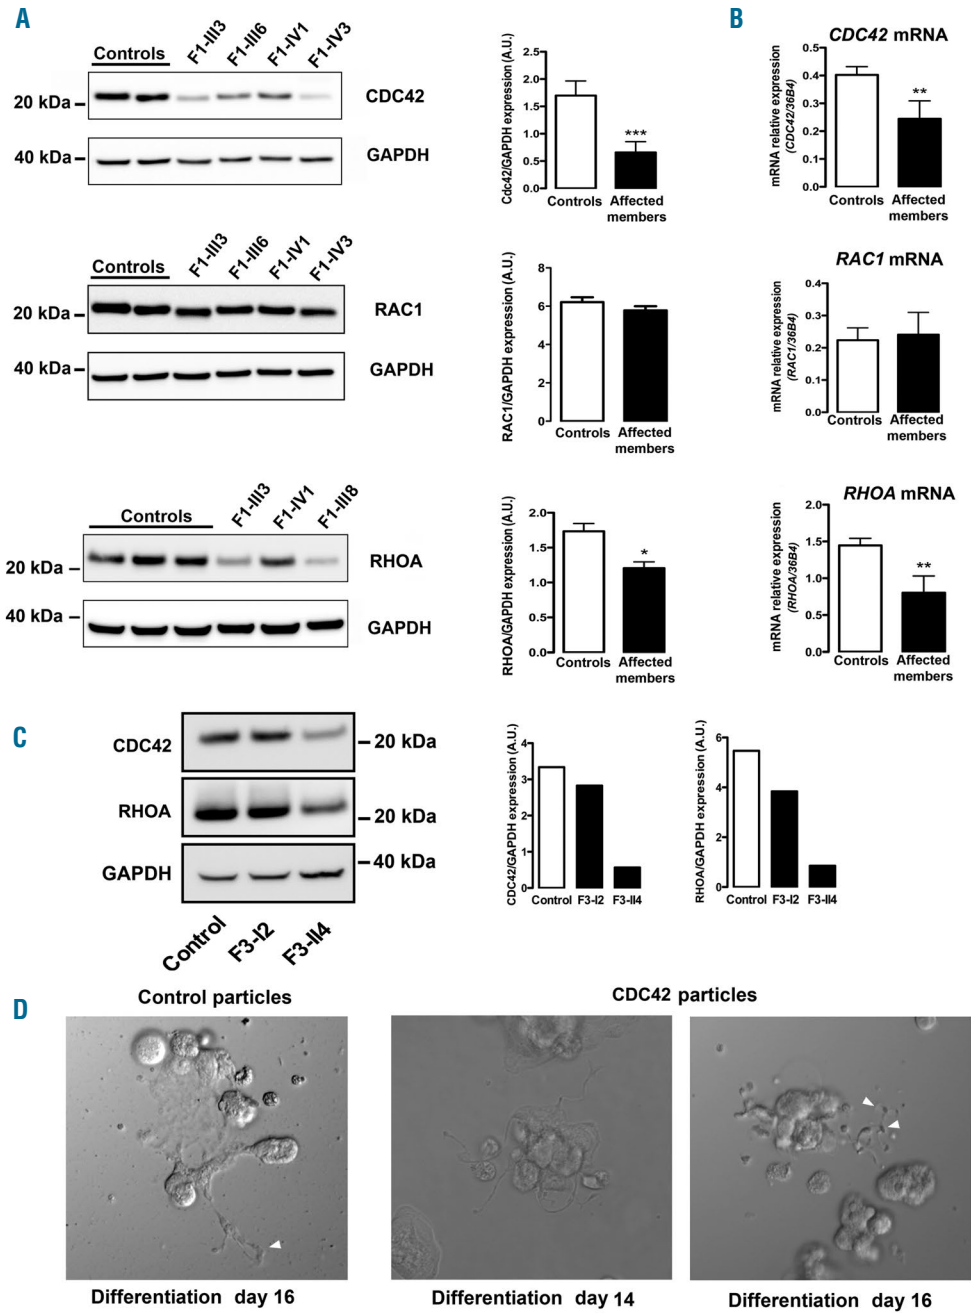 A
Controls F1-III3 F1-III6 F1-IV1 F1-IV3
20 kDa
CDC42
40 kDa
GAPDH
Cdc42/GAPDH expression (A.U.)
2.5
2.0
1.5
1.0
0.5
0.0
***
Controls
Affected
members
B
CDC42 mRNA
mRNA relative expression
(CDC42/36B4)
0.5
0.4
0.3
0.2
0.1
0.0
**
Controls
Affected
members
Controls F1-III3 F1-III6 F1-IV1 F1-IV3
20 kDa
RAC1
40 kDa
GAPDH
RAC1/GAPDH expression (A.U.)
8
6
4
2
0
Controls
Affected
members
RAC1 mRNA
mRNA relative expression
(RAC1/36B4)
0.4
0.3
0.2
0.1
0.0
Controls
Affected
members
Controls F1-III3 F1-IV1 F1-III8
20 kDa
RHOA
40 kDa
GAPDH
RHOA/GAPDH expression (A.U.)
2.0
1.5
1.0
0.5
0.0
*
Controls
Affected
members
RHOA mRNA
mRNA relative expression
(RHOA/36B4)
2.0
1.5
1.0
0.5
0.0
**
Controls
Affected
members
C
CDC42
20 kDa
RHOA
20 kDa
GAPDH
40 kDa
Control F3-I2 F3-II4
CDC42/GAPDH expression (A.U.)
4
3
2
1
0
Control F3-I2 F3-II4
RHOA/GAPDH expression (A.U.)
6
4
2
0
Control F3-I2 F3-II4
D
Control particles
CDC42 particles
Differentiation day 16
Differentiation day 14
Differentiation day 16